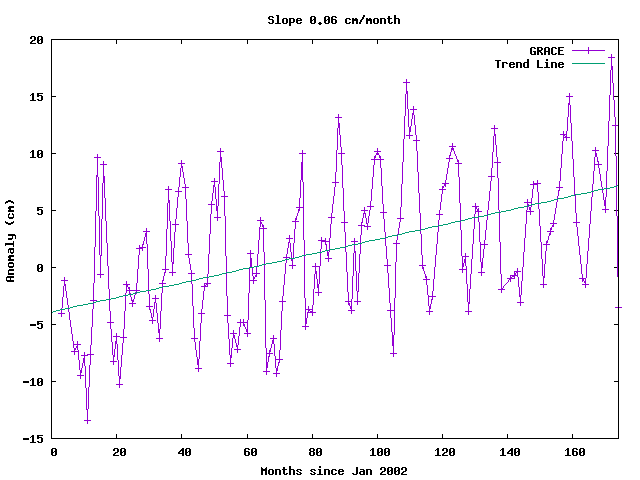 Slope 0.06 cm/month
GRACE
Trend Line
20
15
10
5
0
-5
-10
-15
Anomaly (cm)
0 20 40 60 80 100 120 140 160
Months since Jan 2002